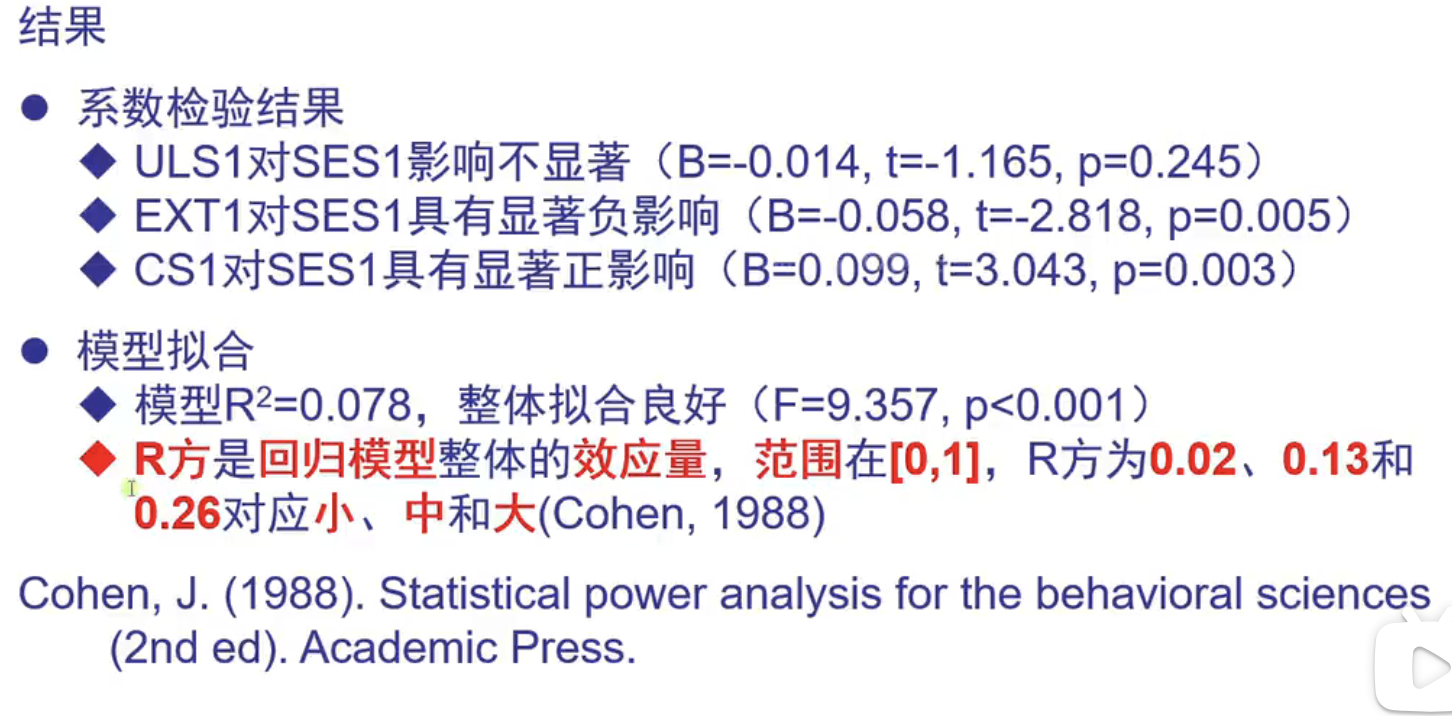 结果
系数检验结果
ULS1对SES1影响不显著（B=-0.014, t=-1.165, p=0.245）
EXT1对SES1具有显著负影响（B=-0.058, t=-2.818, p=0.005）
CS1对SES1具有显著正影响（B=0.099, t=3.043, p=0.003）
模型拟合
模型R²=0.078，整体拟合良好（F=9.357, p<0.001）
R方是回归模型整体的效应量，范围在[0,1]，R方为0.02、0.13和
0.26对应小、中和大(Cohen, 1988)
Cohen, J. (1988). Statistical power analysis for the behavioral sciences
(2nd ed). Academic Press.